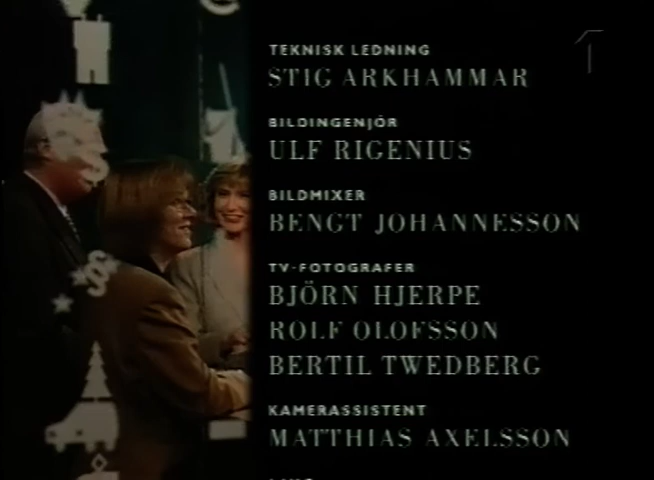 TEKNISK LEDNING
STIG ARKHAMMAR
BILDINGENJÖR
ULF RIGENIUS
BILDMIXER
BENGT JOHANNESSON
TV-FOTOGRAFER
BJÖRN HJERPE
ROLF OLOFSSON
BERTIL TWEDBERG
KAMERASSISTENT
MATTHIAS AXELSSON
1